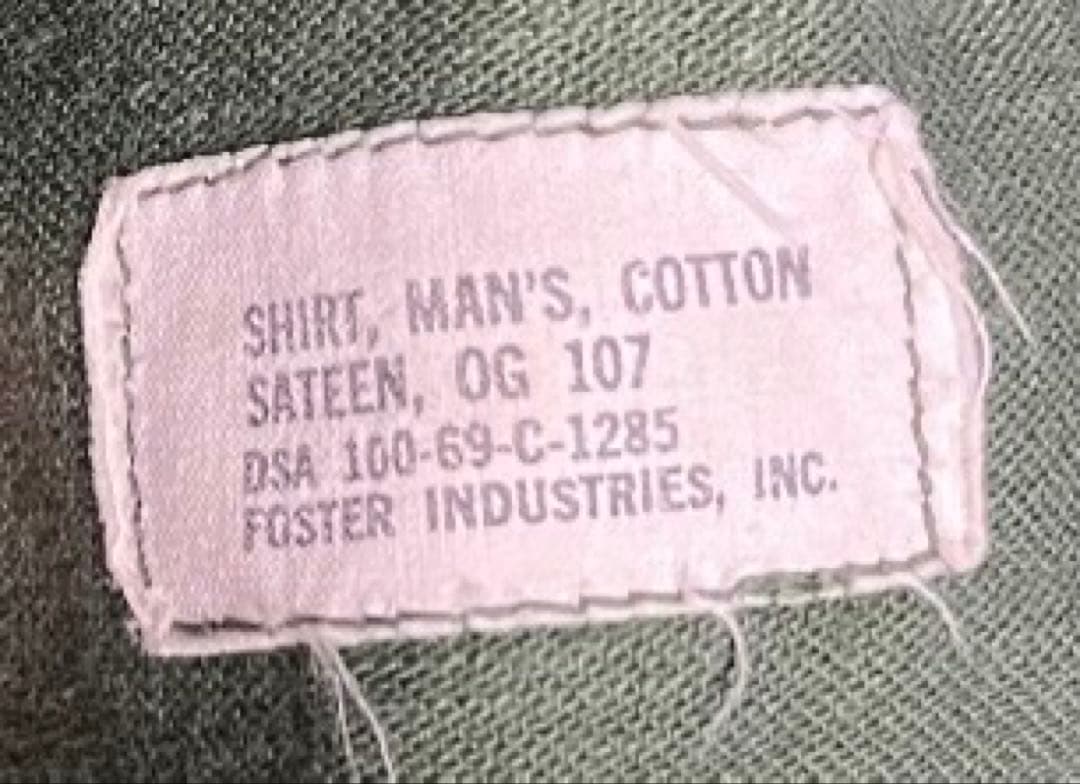 SHIRT, MAN'S, COTTON
SATEEN, OG 107
DSA 100-69-C-1285
FOSTER INDUSTRIES, INC.